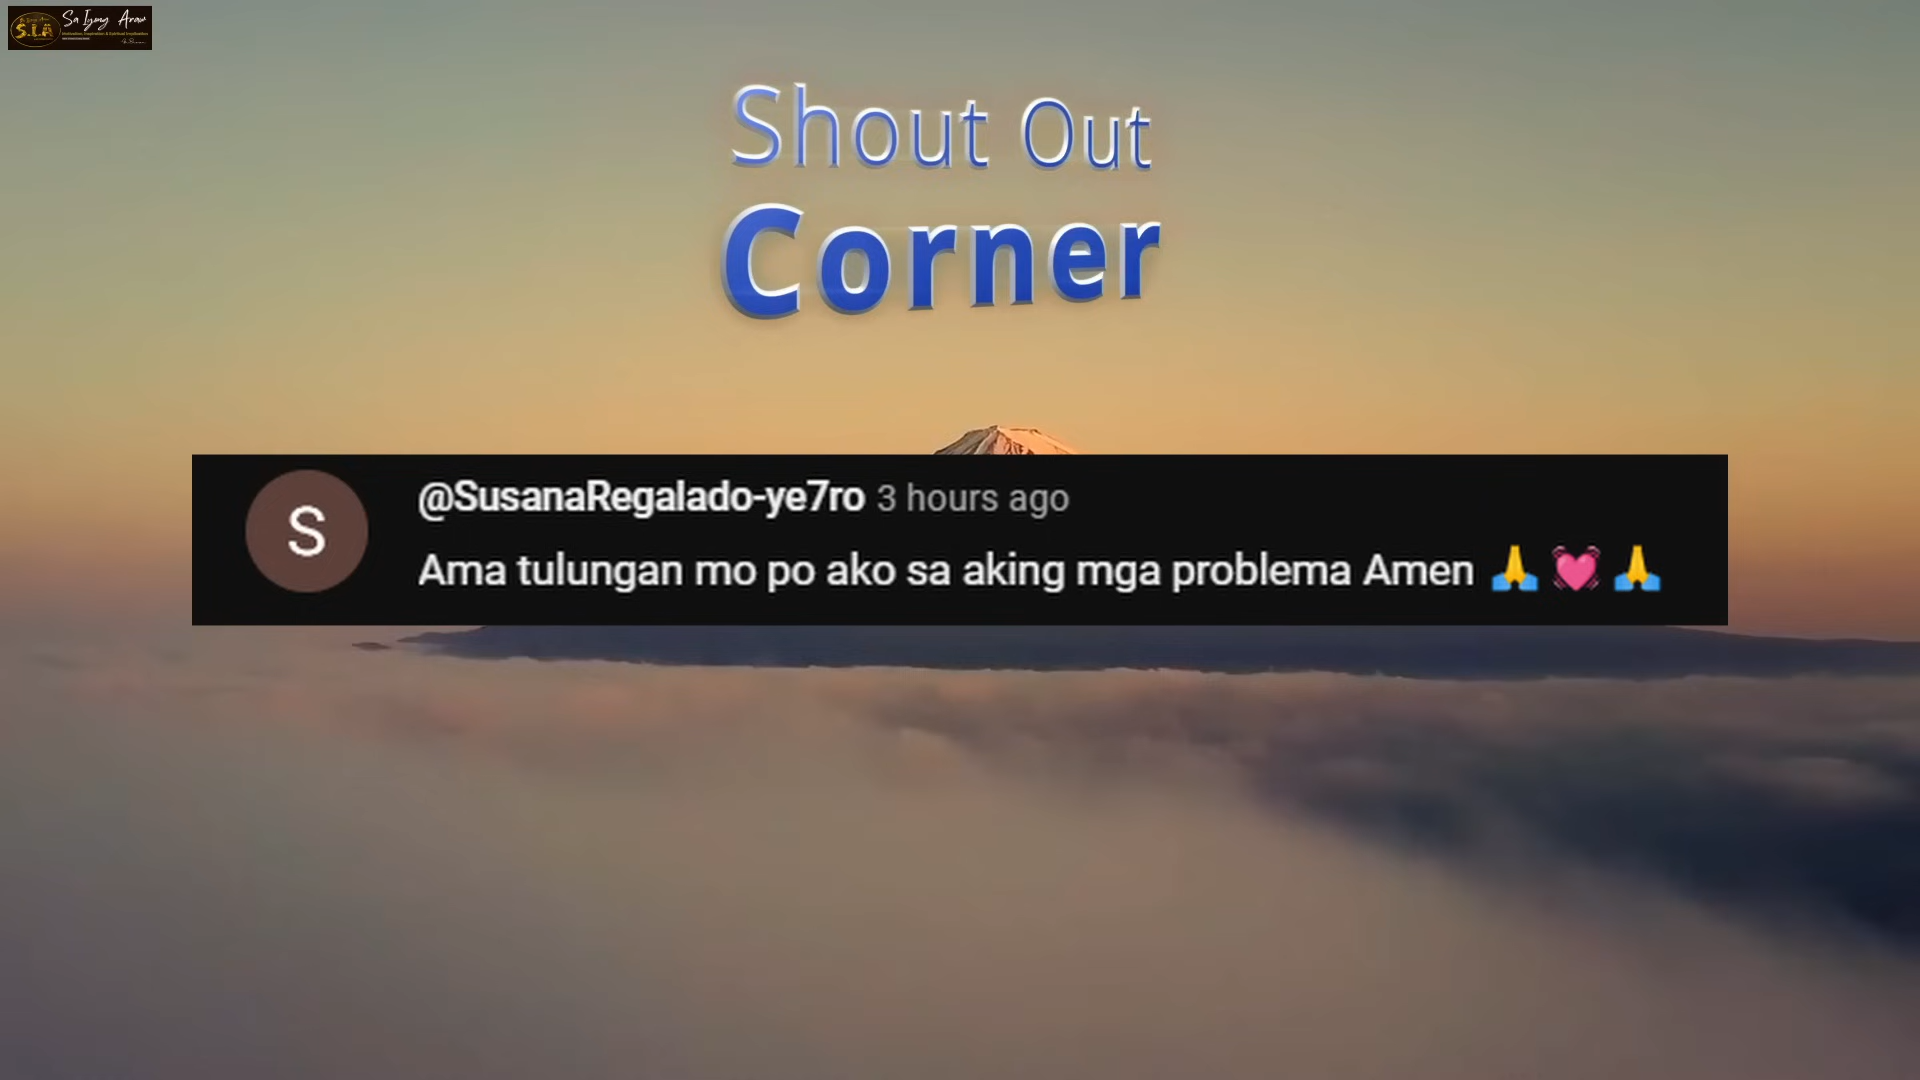 S.I.A
Sa Iyong Araw
Shout Out
Corner
S
@SusanaRegalado-ye7ro 3 hours ago
Ama tulungan mo po ako sa aking mga problema Amen 🙏 💓 🙏